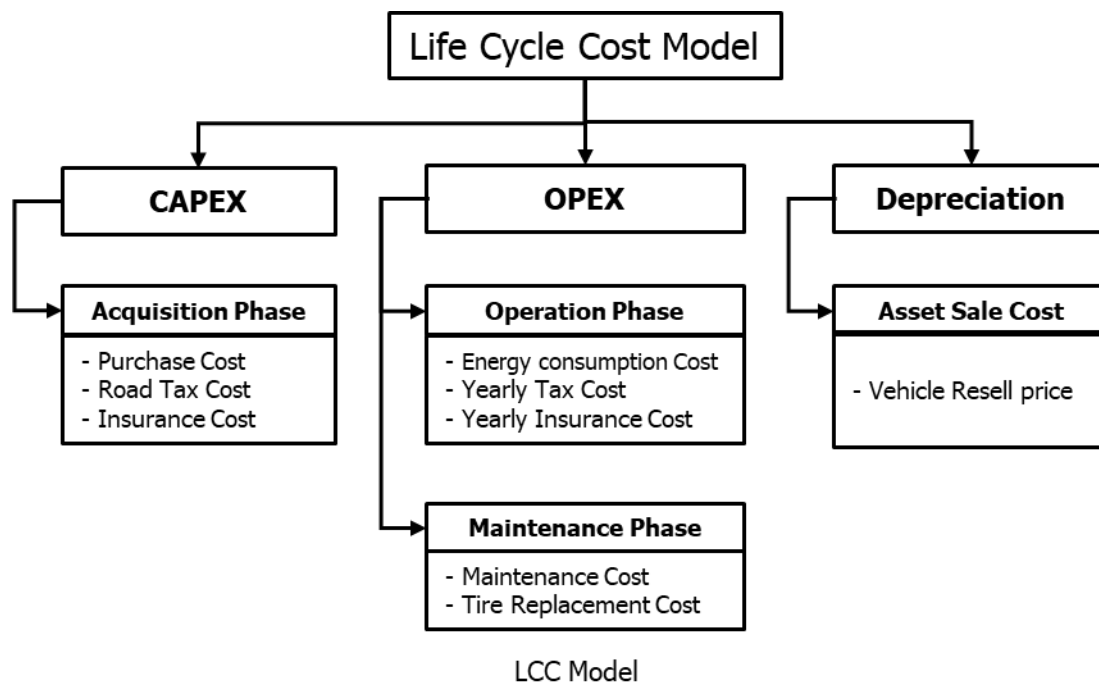 Life Cycle Cost Model
CAPEX
OPEX
Depreciation
Acquisition Phase
- Purchase Cost
- Road Tax Cost
- Insurance Cost
Operation Phase
- Energy consumption Cost
- Yearly Tax Cost
- Yearly Insurance Cost
Asset Sale Cost
- Vehicle Resell price
Maintenance Phase
- Maintenance Cost
- Tire Replacement Cost
LCC Model